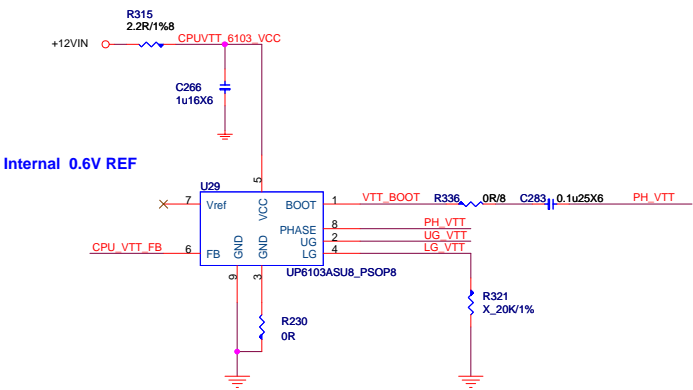 R315
2.2R/1%8
+12VIN
CPUVTT_6103_VCC
C266
1u16X6
Internal 0.6V REF
5
U29
7
Vref
VCC
BOOT
1
VTT_BOOT
R336
0R/8
C283
0.1u25X6
PH_VTT
PHASE
8
PH_VTT
UG
2
UG_VTT
CPU_VTT_FB
6
FB
GND
GND
LG
4
LG_VTT
UP6103ASU8_PSOP8
9
3
R321
X_20K/1%
R230
0R